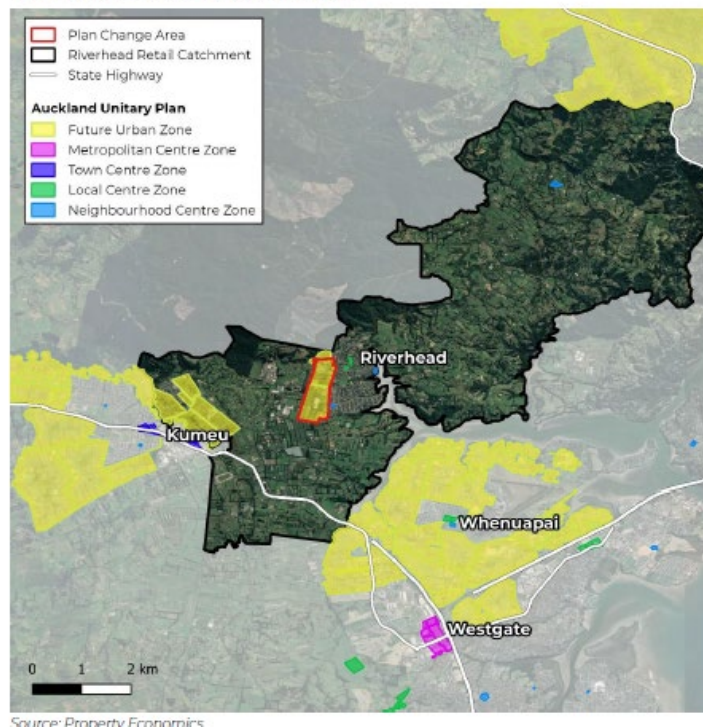 Plan Change Area
Riverhead Retail Catchment
State Highway
Auckland Unitary Plan
Future Urban Zone
Metropolitan Centre Zone
Town Centre Zone
Local Centre Zone
Neighbourhood Centre Zone
Riverhead
Kumeu
Whenuapai
Westgate
0 1 2 km
Source: Property Economics